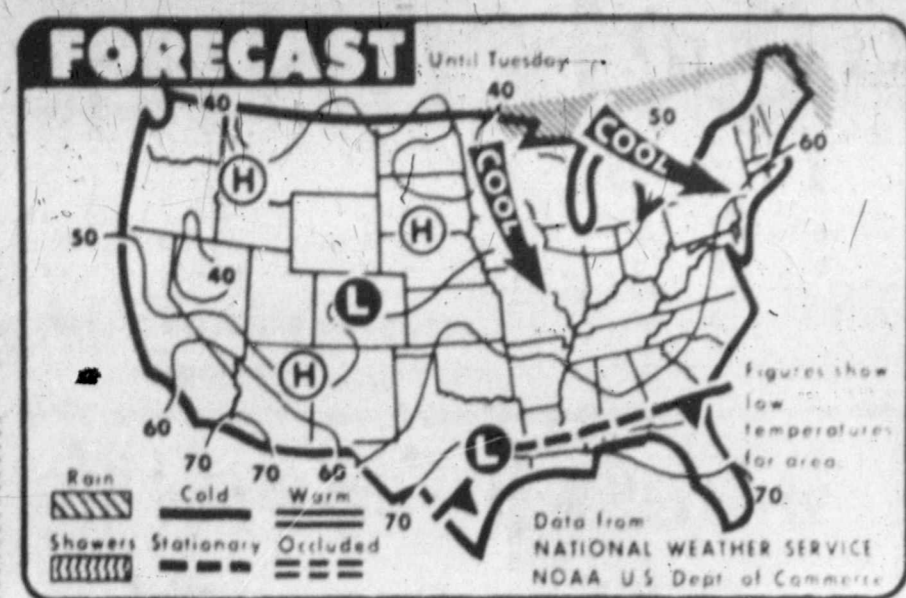 FORECAST
Until Tuesday
40
40
50
COOL
COOL
60
H
H
50
40
L
H
Figures show
low
temperatures
for area.
60
70
70
60
L
70
70
Rain
Cold
Warm
Showers
Stationary
Occluded
Data from
NATIONAL WEATHER SERVICE
NOAA U.S. Dept. of Commerce